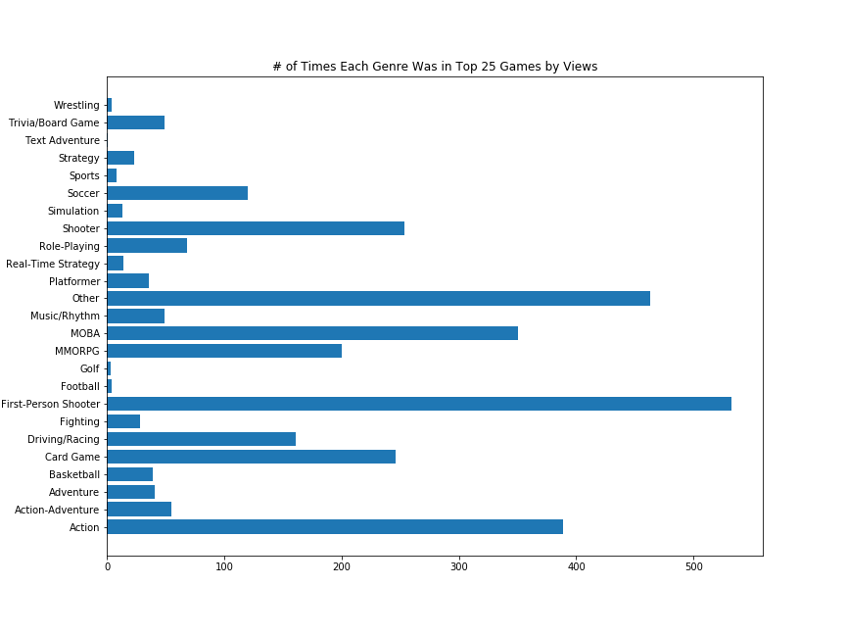 # of Times Each Genre Was in Top 25 Games by Views
Wrestling
Trivia/Board Game
Text Adventure
Strategy
Sports
Soccer
Simulation
Shooter
Role-Playing
Real-Time Strategy
Platformer
Other
Music/Rhythm
MOBA
MMORPG
Golf
Football
First-Person Shooter
Fighting
Driving/Racing
Card Game
Basketball
Adventure
Action-Adventure
Action
0 100 200 300 400 500